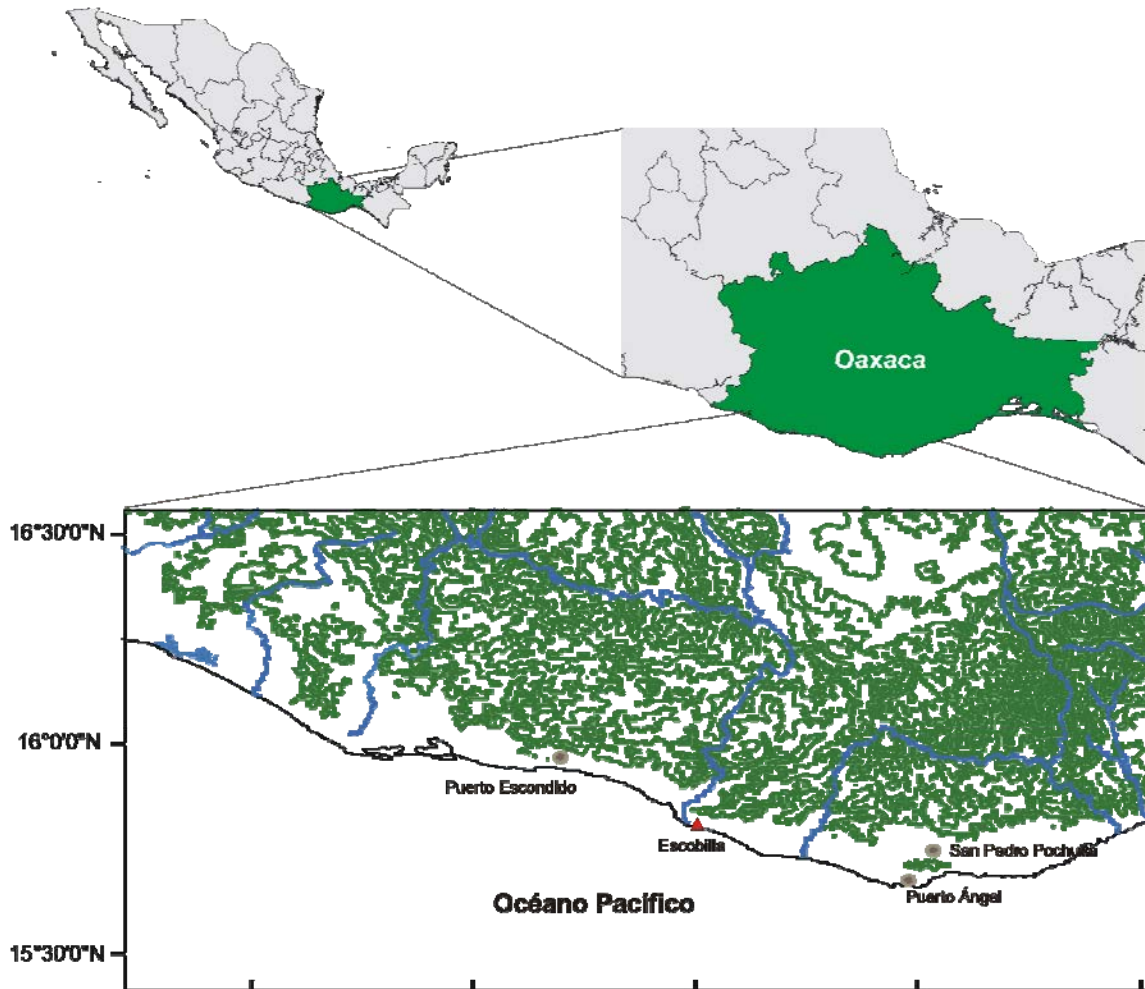 Oaxaca
16°30'0"N
16°0'0"N
Puerto Escondido
Escobilla
San Pedro Pochutla
Puerto Ángel
Océano Pacífico
15°30'0"N